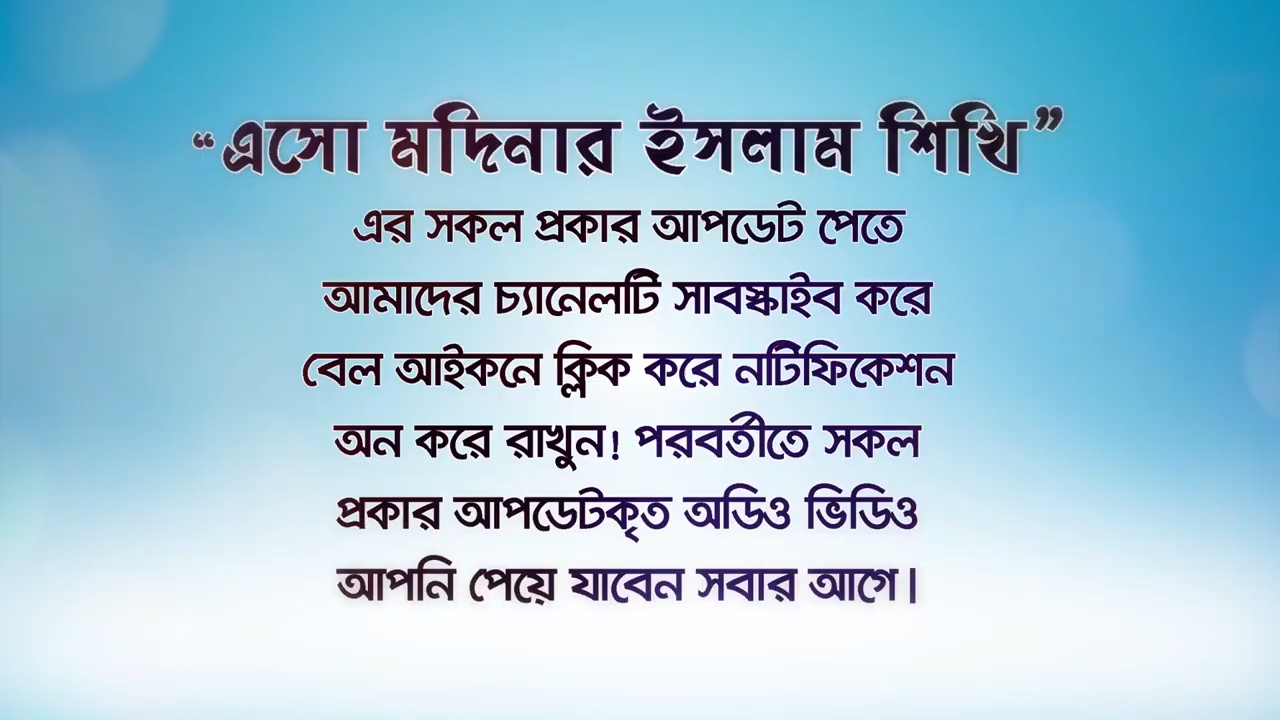 “এসো মদিনার ইসলাম শিখি”
এর সকল প্রকার আপডেট পেতে
আমাদের চ্যানেলটি সাবস্কাইব করে
বেল আইকনে ক্লিক করে নটিফিকেশন
অন করে রাখুন! পরবর্তীতে সকল
প্রকার আপডেটকৃত অডিও ভিডিও
আপনি পেয়ে যাবেন সবার আগে।